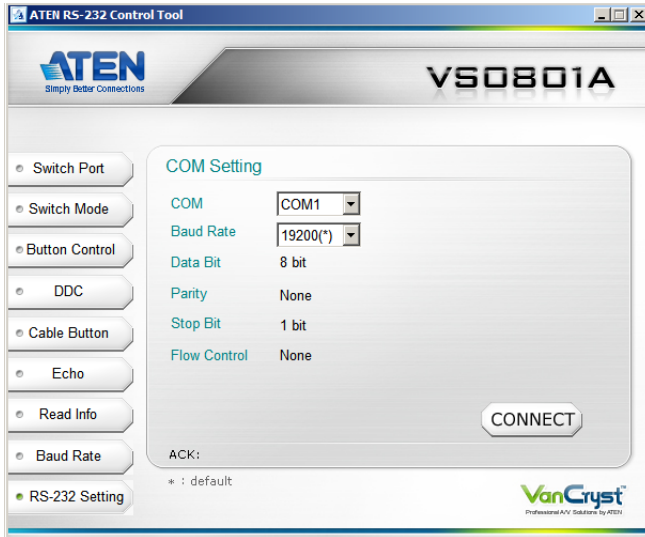 ATEN RS-232 Control Tool
ATEN
Simply Better Connections
VS0801A
Switch Port
Switch Mode
Button Control
DDC
Cable Button
Echo
Read Info
Baud Rate
RS-232 Setting
COM Setting
COM COM1
Baud Rate 19200(*)
Data Bit 8 bit
Parity None
Stop Bit 1 bit
Flow Control None
CONNECT
ACK:
* : default
VanCryst™
Professional A/V Solutions by ATEN